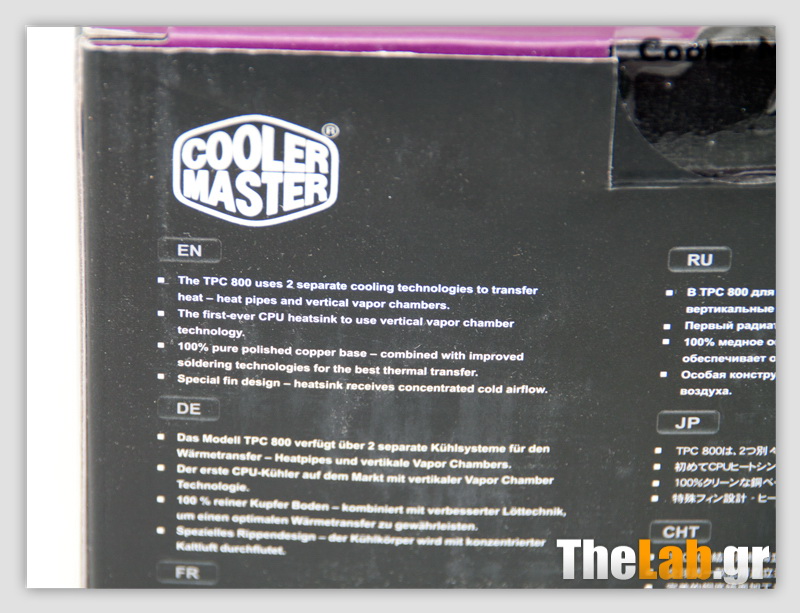 Cooler
COOLER
MASTER
®
EN
The TPC 800 uses 2 separate cooling technologies to transfer
heat – heat pipes and vertical vapor chambers.
The first-ever CPU heatsink to use vertical vapor chamber
technology.
100% pure polished copper base – combined with improved
soldering technologies for the best thermal transfer.
Special fin design – heatsink receives concentrated cold airflow.
DE
Das Modell TPC 800 verfügt über 2 separate Kühlsysteme für den
Wärmetransfer – Heatpipes und vertikale Vapor Chambers.
Der erste CPU-Kühler auf dem Markt mit vertikaler Vapor Chamber
Technologie.
100 % reiner Kupfer Boden – kombiniert mit verbesserter Löttechnik,
um einen optimalen Wärmetransfer zu gewährleisten.
Spezielles Rippendesign – der Kühlkörper wird mit konzentrierter
Kaltluft durchflutet.
FR
RU
В TPC 800 для
вертикальные
Первый радиат
100% медное о
обеспечивает о
Особая констру
воздуха.
JP
TPC 800は、2つ別々
初めてCPUヒートシン
100%クリーンな銅ベ
特殊フィン設計・ヒー
CHT
TheLab.gr